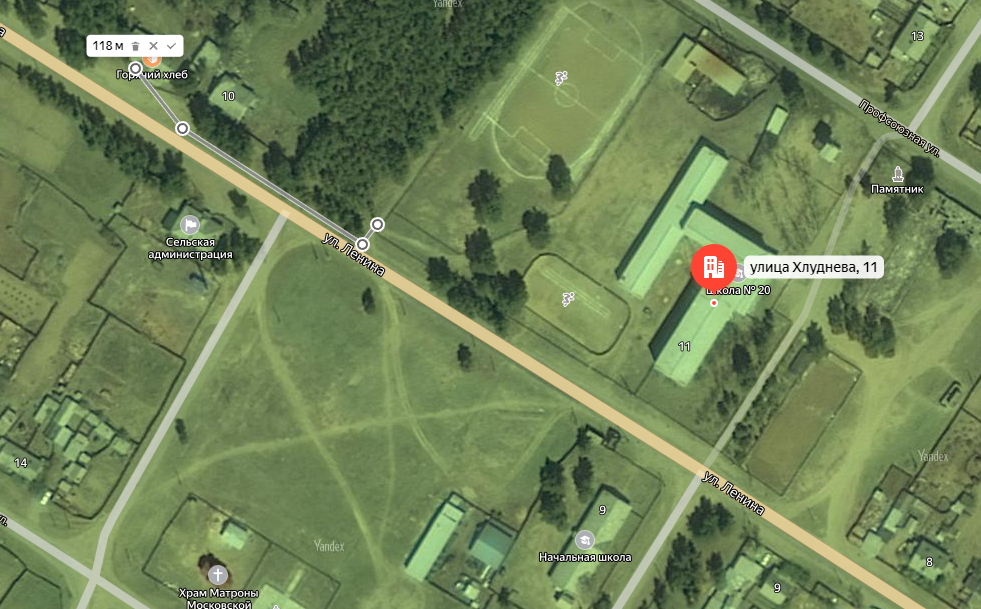 Yandex
118 м
Горячий хлеб
10
13
Профсоюзная ул.
Памятник
Сельская
администрация
ул. Ленина
улица Хлуднева, 11
Школа № 20
11
14
Yandex
ул. Ленина
9
Начальная школа
Yandex
8
9
Храм Матроны
Московской
ул.